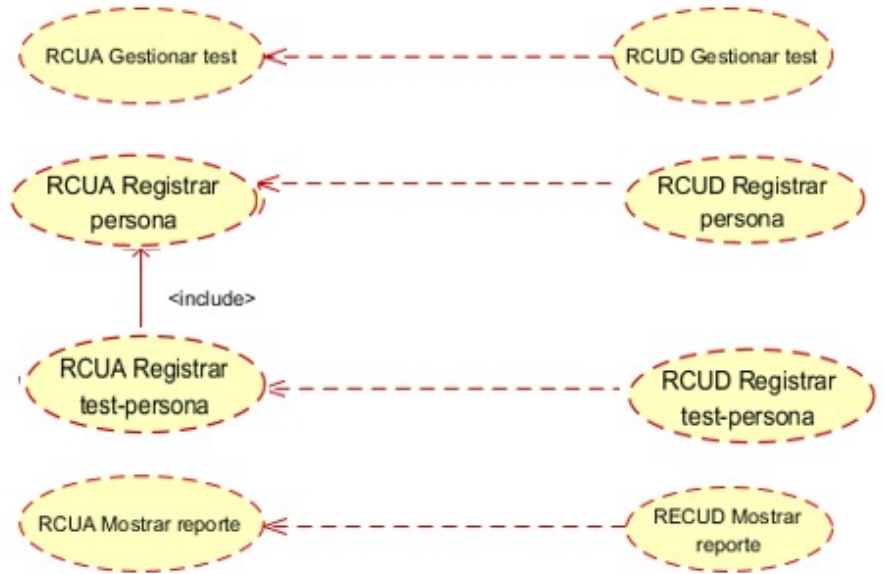 RCUA Gestionar test
RCUD Gestionar test
RCUA Registrar
persona
RCUD Registrar
persona
<include>
RCUA Registrar
test-persona
RCUD Registrar
test-persona
RCUA Mostrar reporte
RECUD Mostrar
reporte